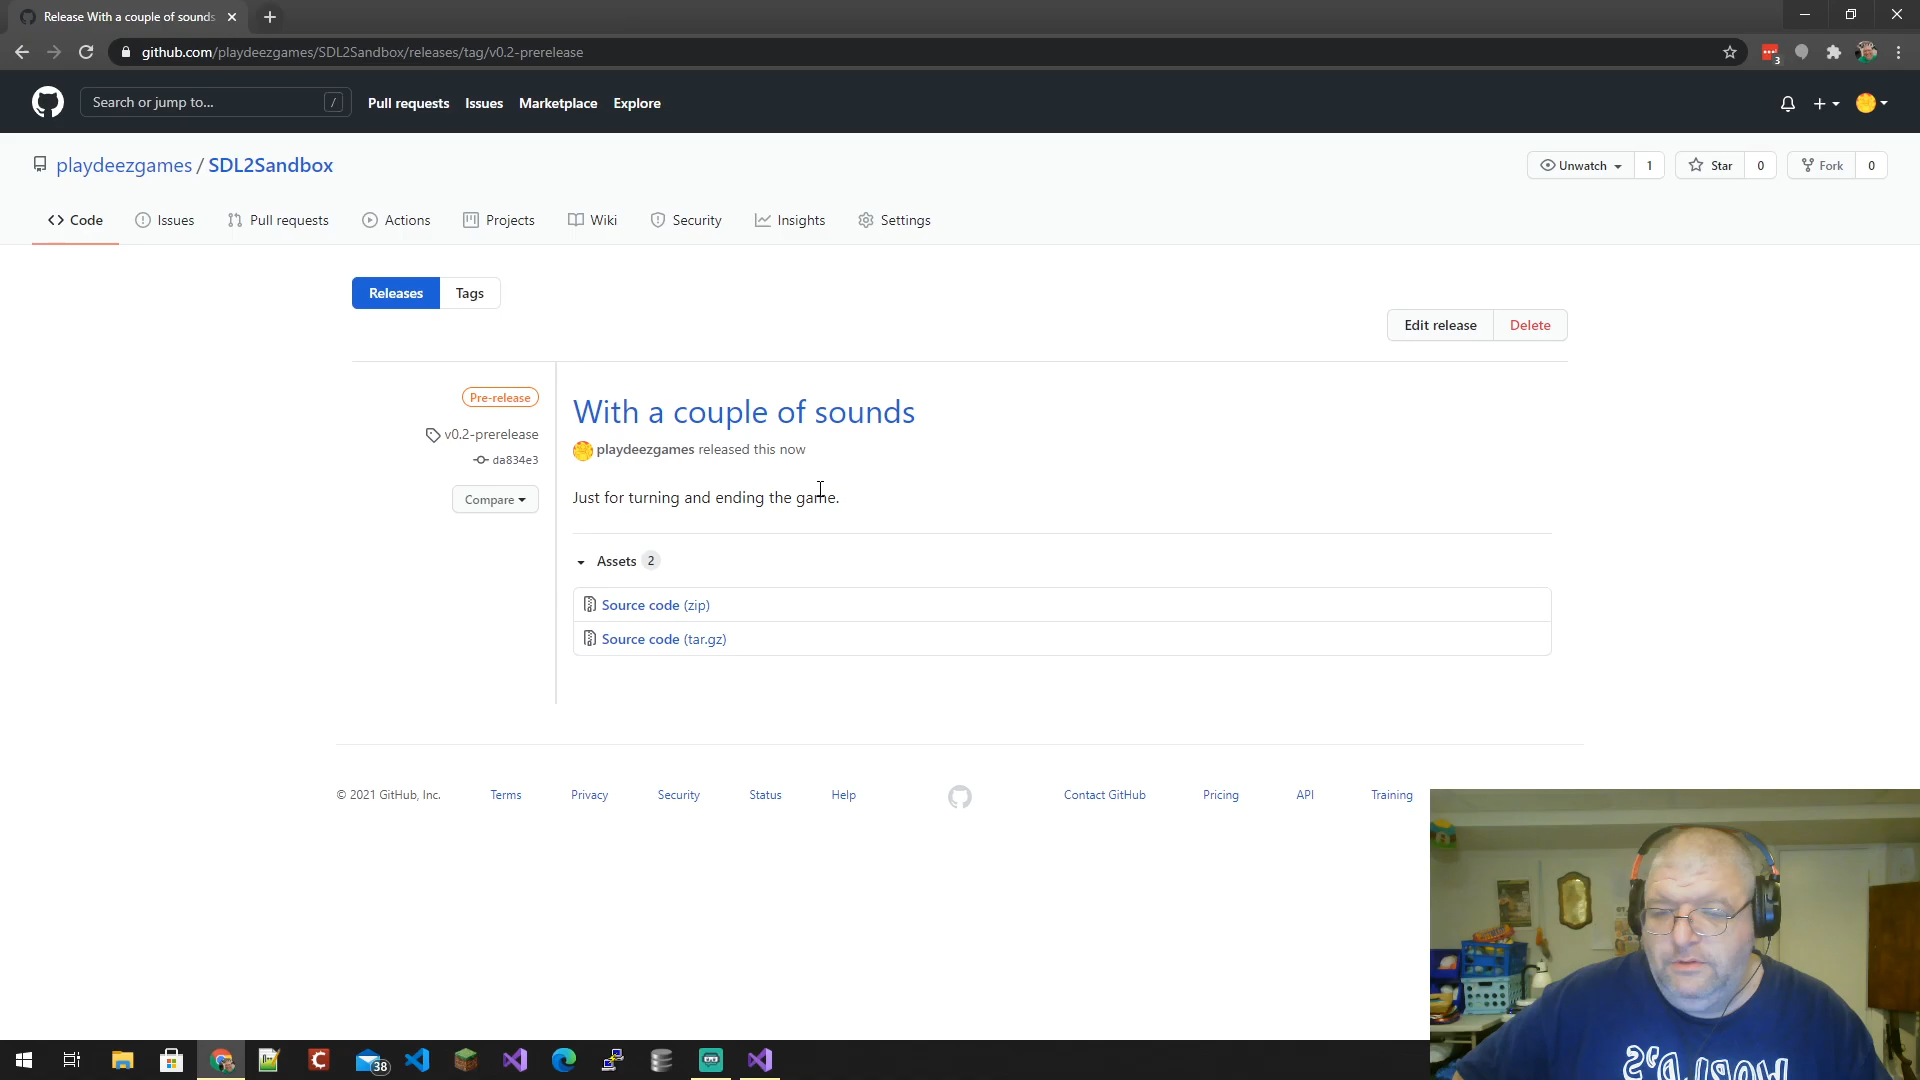 Release With a couple of sounds
github.com/playdeezgames/SDL2Sandbox/releases/tag/v0.2-prerelease
3
Search or jump to...
/
Pull requests
Issues
Marketplace
Explore
playdeezgames / SDL2Sandbox
Unwatch
1
Star
0
Fork
0
Code
Issues
Pull requests
Actions
Projects
Wiki
Security
Insights
Settings
Releases
Tags
Edit release
Delete
Pre-release
v0.2-prerelease
da834e3
Compare
With a couple of sounds
playdeezgames released this now
Just for turning and ending the game.
Assets 2
Source code (zip)
Source code (tar.gz)
© 2021 GitHub, Inc.
Terms
Privacy
Security
Status
Help
Contact GitHub
Pricing
API
Training
38
WORLD'S